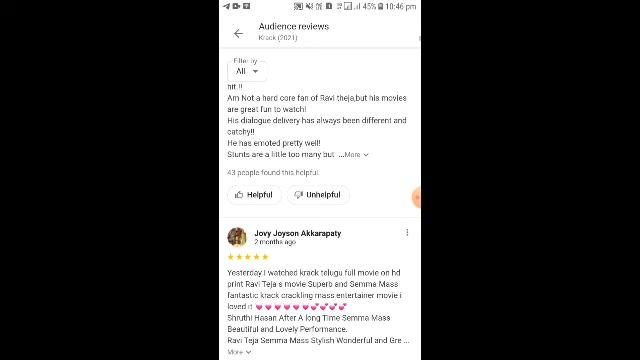 45% 10:46 pm
Audience reviews
Krack (2021)
Filter by
All
hit !!
Am Not a hard core fan of Ravi theja,but his movies
are great fun to watch!
His dialogue delivery has always been different and
catchy!!
He has emoted pretty well!
Stunts are a little too many but ...More
43 people found this helpful.
Helpful Unhelpful
Jovy Joyson Akkarapaty
2 months ago
Yesterday I watched krack telugu full movie on hd
print Ravi Teja s movie Superb and Semma Mass
fantastic krack crackling mass entertainer movie i
loved it 💗💗💗💗💗💗💕💕💕💕
Shruthi Hasan After A long Time Semma Mass
Beautiful and Lovely Performance.
Ravi Teja Semma Mass Stylish Wonderful and Gre ...
More